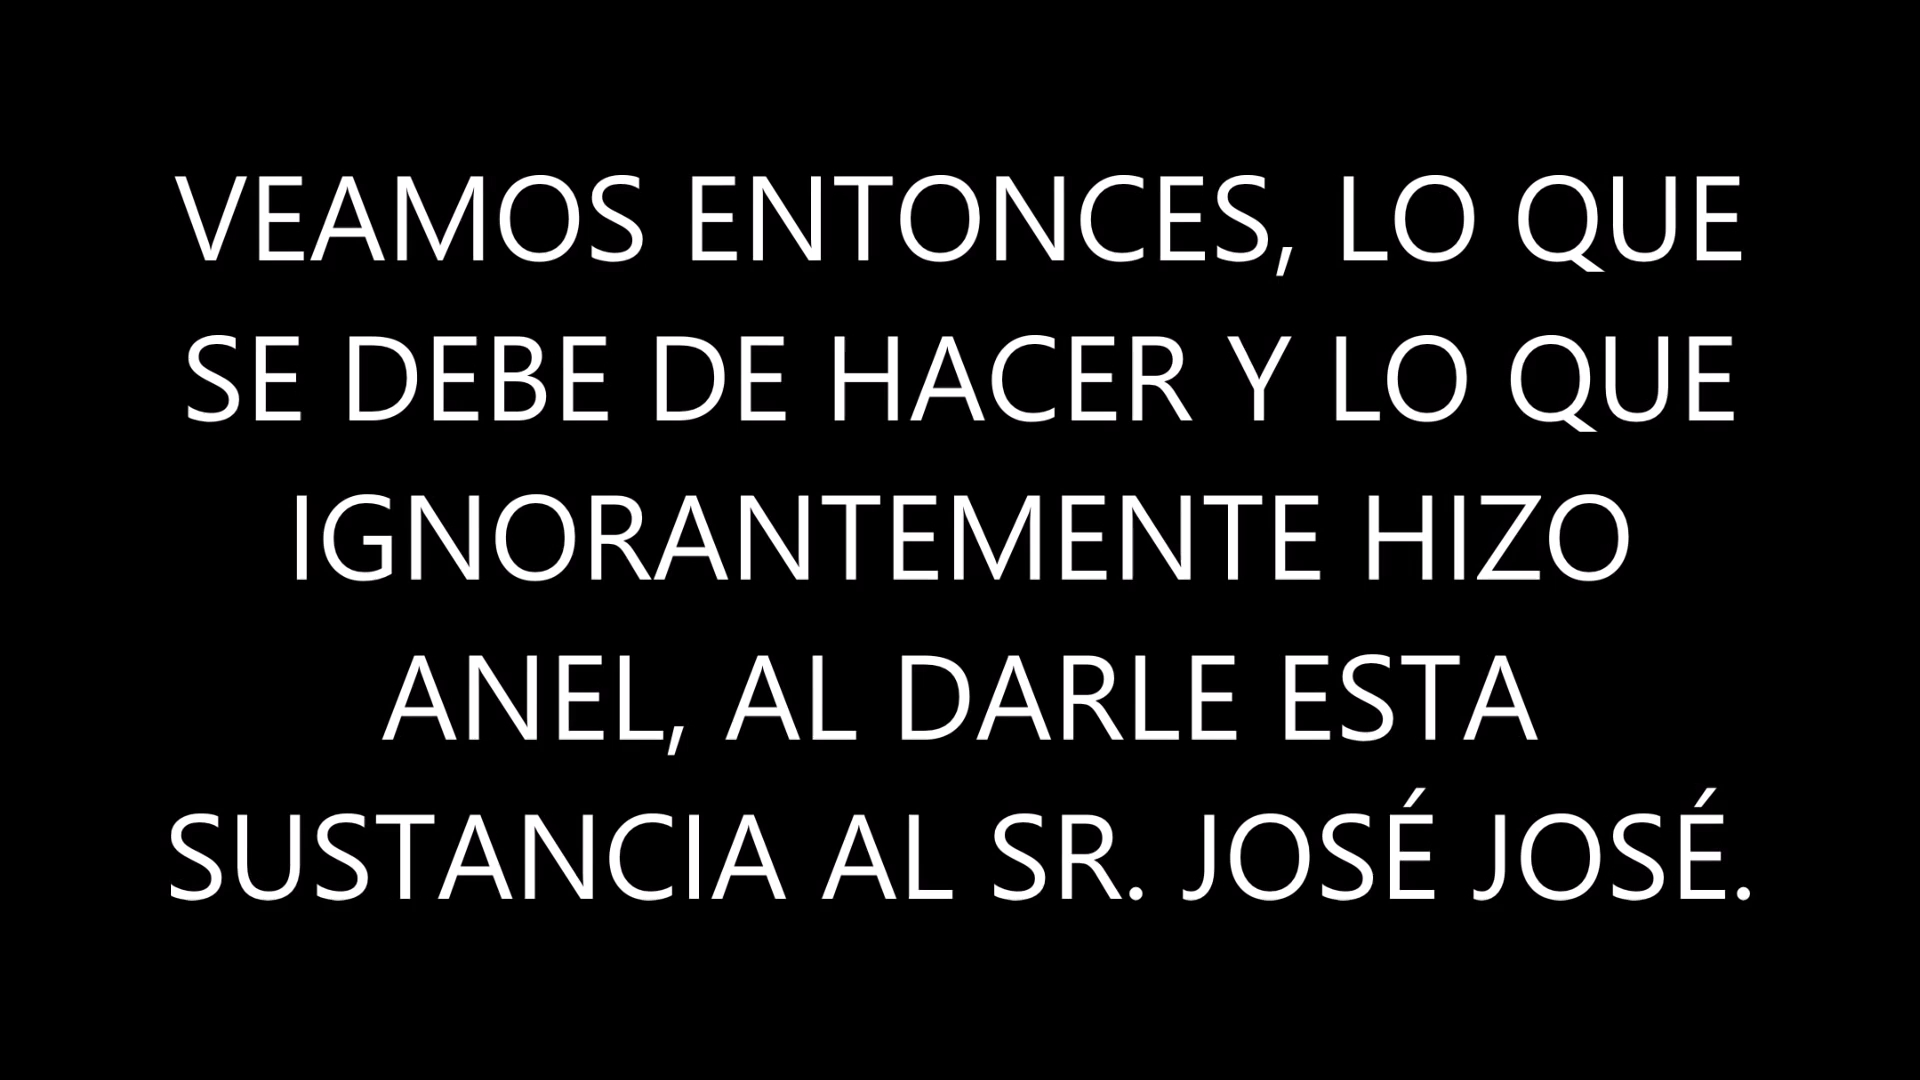 VEAMOS ENTONCES, LO QUE
SE DEBE DE HACER Y LO QUE
IGNORANTEMENTE HIZO
ANEL, AL DARLE ESTA
SUSTANCIA AL SR. JOSÉ JOSÉ.